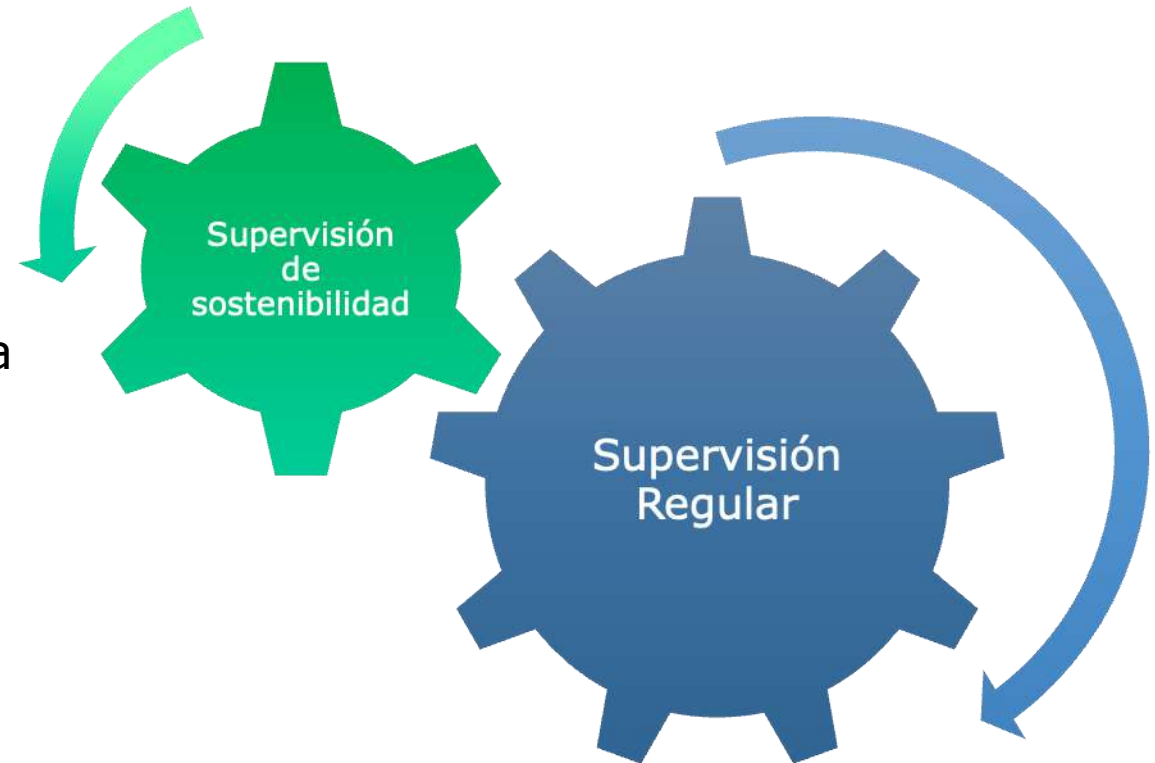 Supervisión
de
sostenibilidad
a
Supervisión
Regular